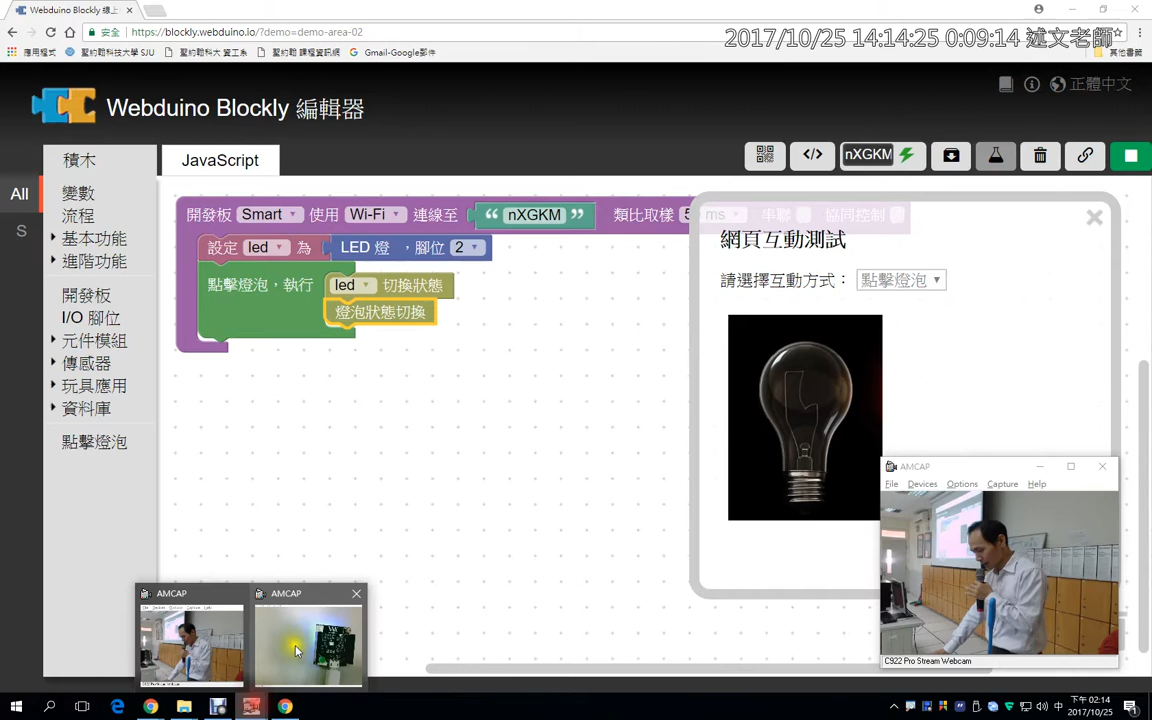 Webduino Blockly 線上
安全
https://blockly.webduino.io/?demo=demo-area-02
2017/10/25 14:14:25 0:09:14 述文老師
應用程式
聖約翰科技大學 SJU
聖約翰科大 資工系
聖約翰 課程資訊網
Gmail-Google郵件
其他書籤
Webduino Blockly 編輯器
正體中文
積木
JavaScript
</>
nXGKM
All
S
變數
流程
基本功能
進階功能
開發板
I/O 腳位
元件模組
傳感器
玩具應用
資料庫
點擊燈泡
開發板 Smart 使用 Wi-Fi 連線至 “ nXGKM ” 類比取樣 5 ms 串聯 協同控制
設定 led 為 LED 燈 ，腳位 2
點擊燈泡，執行 led 切換狀態
燈泡狀態切換
網頁互動測試
請選擇互動方式： 點擊燈泡
AMCAP
File Devices Options Capture Help
C922 Pro Stream Webcam
AMCAP
AMCAP
中
下午 02:14
2017/10/25